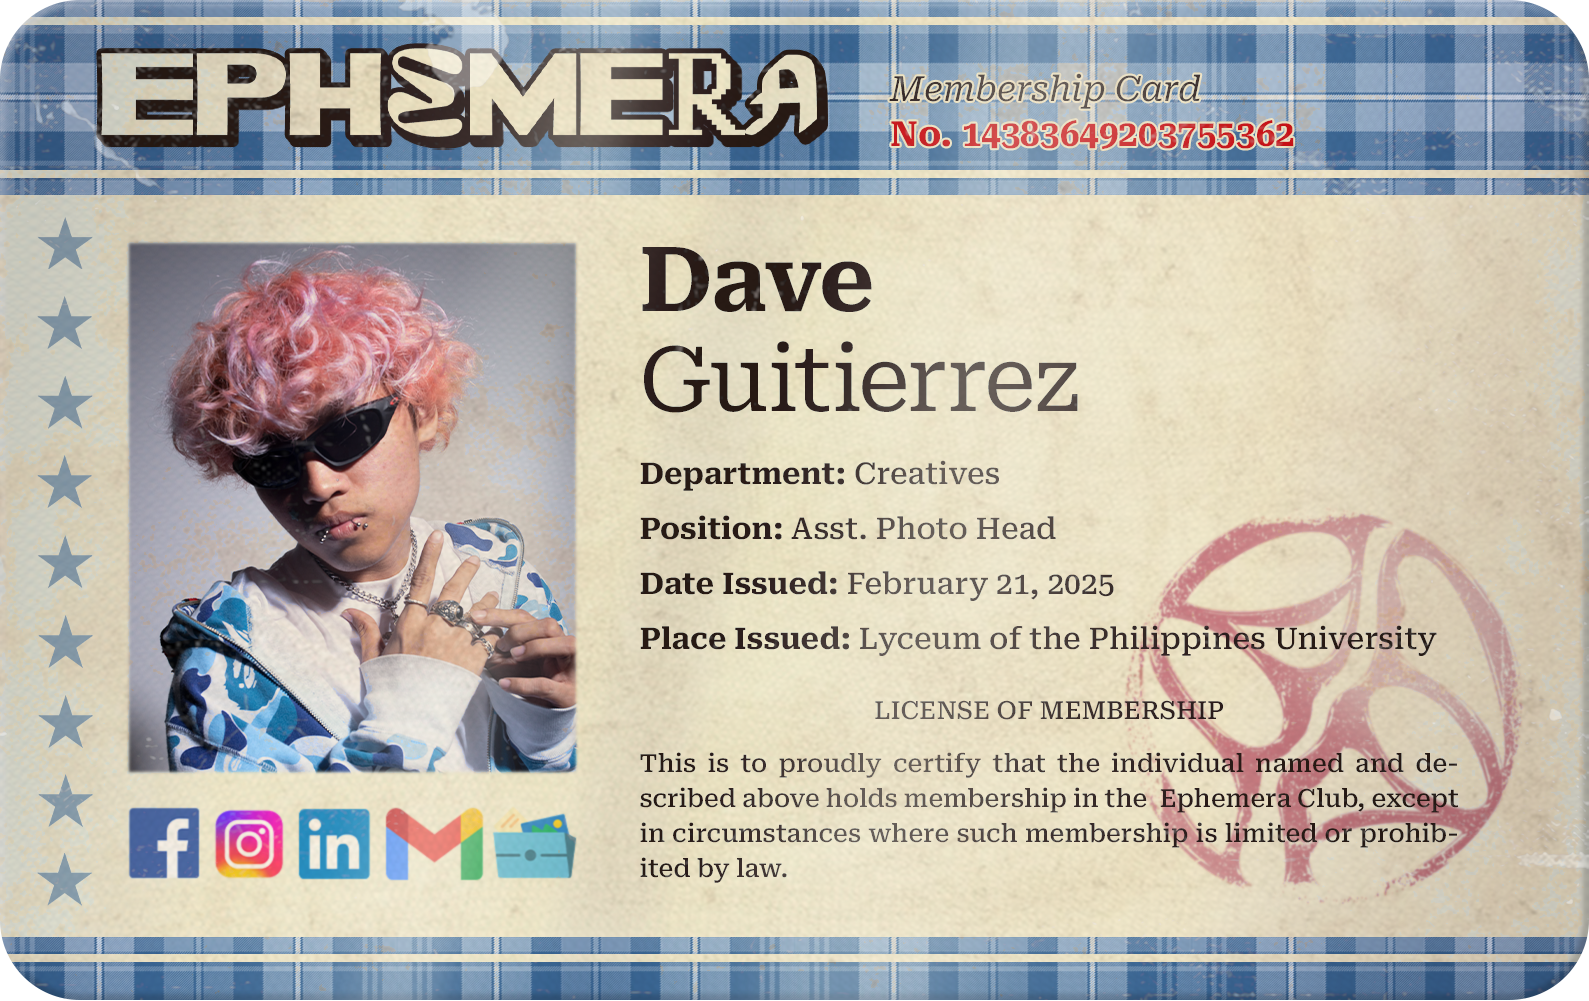 EPHEMERA
Membership Card
No. 14383649203755362
Dave
Guitierrez
Department: Creatives
Position: Asst. Photo Head
Date Issued: February 21, 2025
Place Issued: Lyceum of the Philippines University
LICENSE OF MEMBERSHIP
This is to proudly certify that the individual named and de-
scribed above holds membership in the Ephemera Club, except
in circumstances where such membership is limited or prohib-
ited by law.
f
in